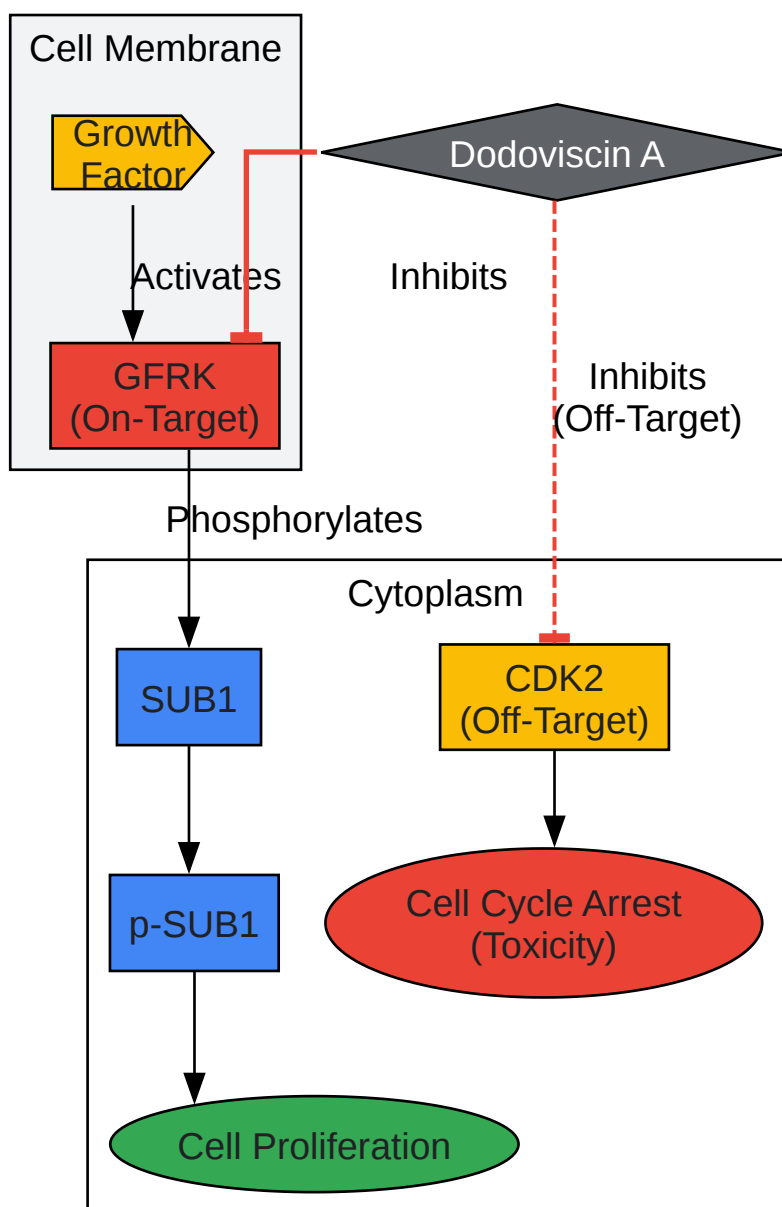 Cell Membrane
Growth
Factor
Dodoviscin A
Activates
Inhibits
GFRK
(On-Target)
Inhibits
(Off-Target)
Phosphorylates
Cytoplasm
SUB1
CDK2
(Off-Target)
p-SUB1
Cell Cycle Arrest
(Toxicity)
Cell Proliferation